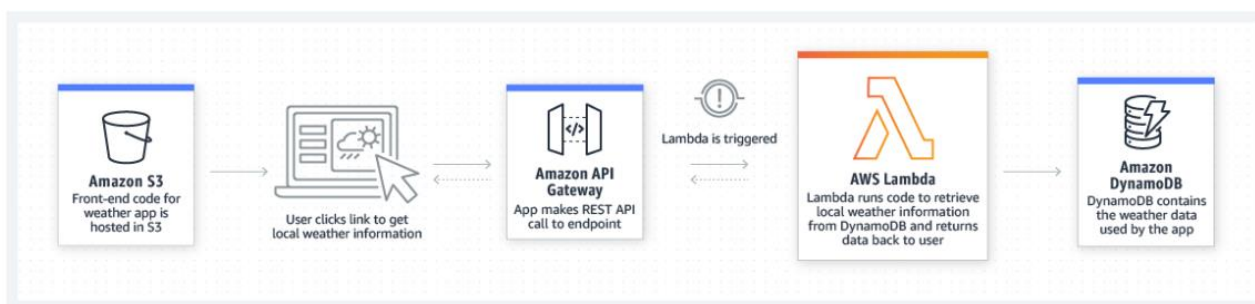 Amazon S3
Front-end code for
weather app is
hosted in S3
User clicks link to get
local weather information
</>
Amazon API
Gateway
App makes REST API
call to endpoint
Lambda is triggered
AWS Lambda
Lambda runs code to retrieve
local weather information
from DynamoDB and returns
data back to user
Amazon
DynamoDB
DynamoDB contains
the weather data
used by the app